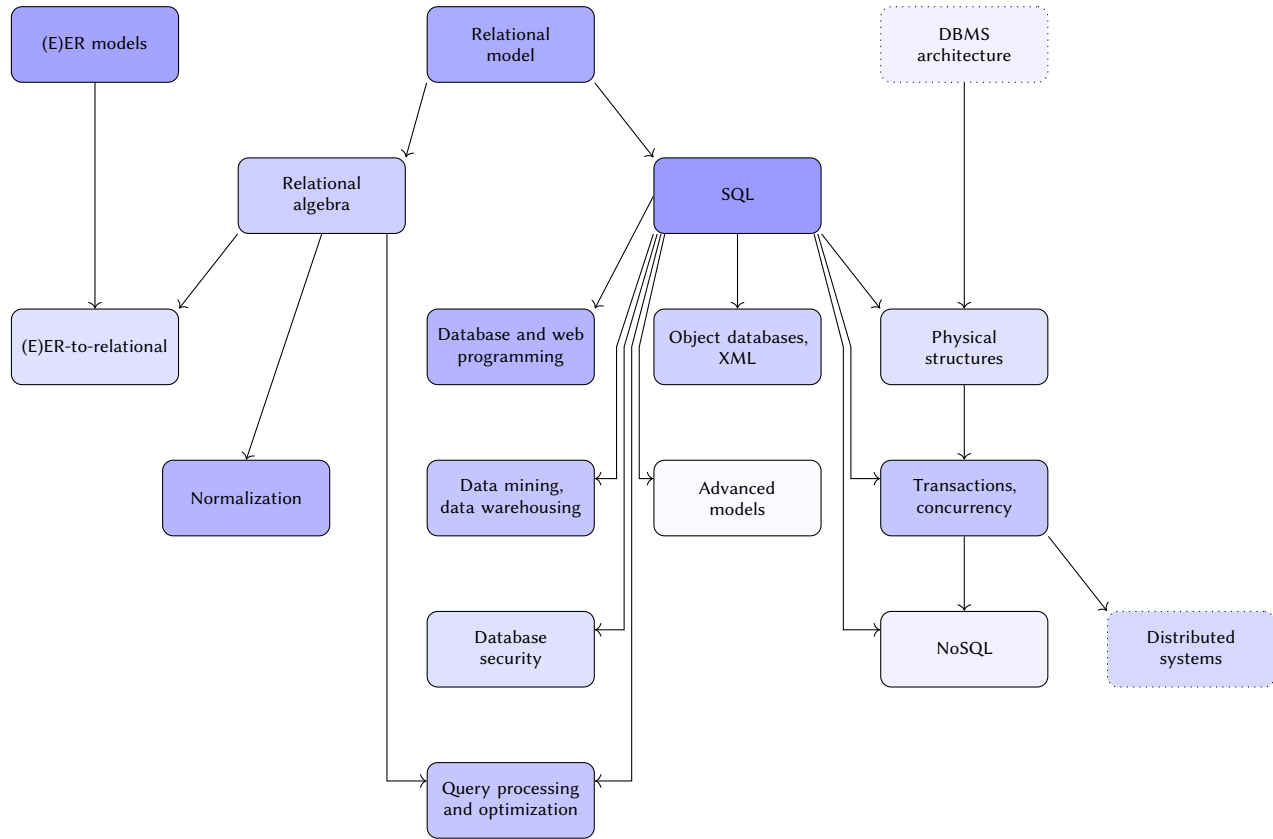 (E)ER models
Relational
model
DBMS
architecture
Relational
algebra
SQL
(E)ER-to-relational
Database and web
programming
Object databases,
XML
Physical
structures
Normalization
Data mining,
data warehousing
Advanced
models
Transactions,
concurrency
Database
security
NoSQL
Distributed
systems
Query processing
and optimization